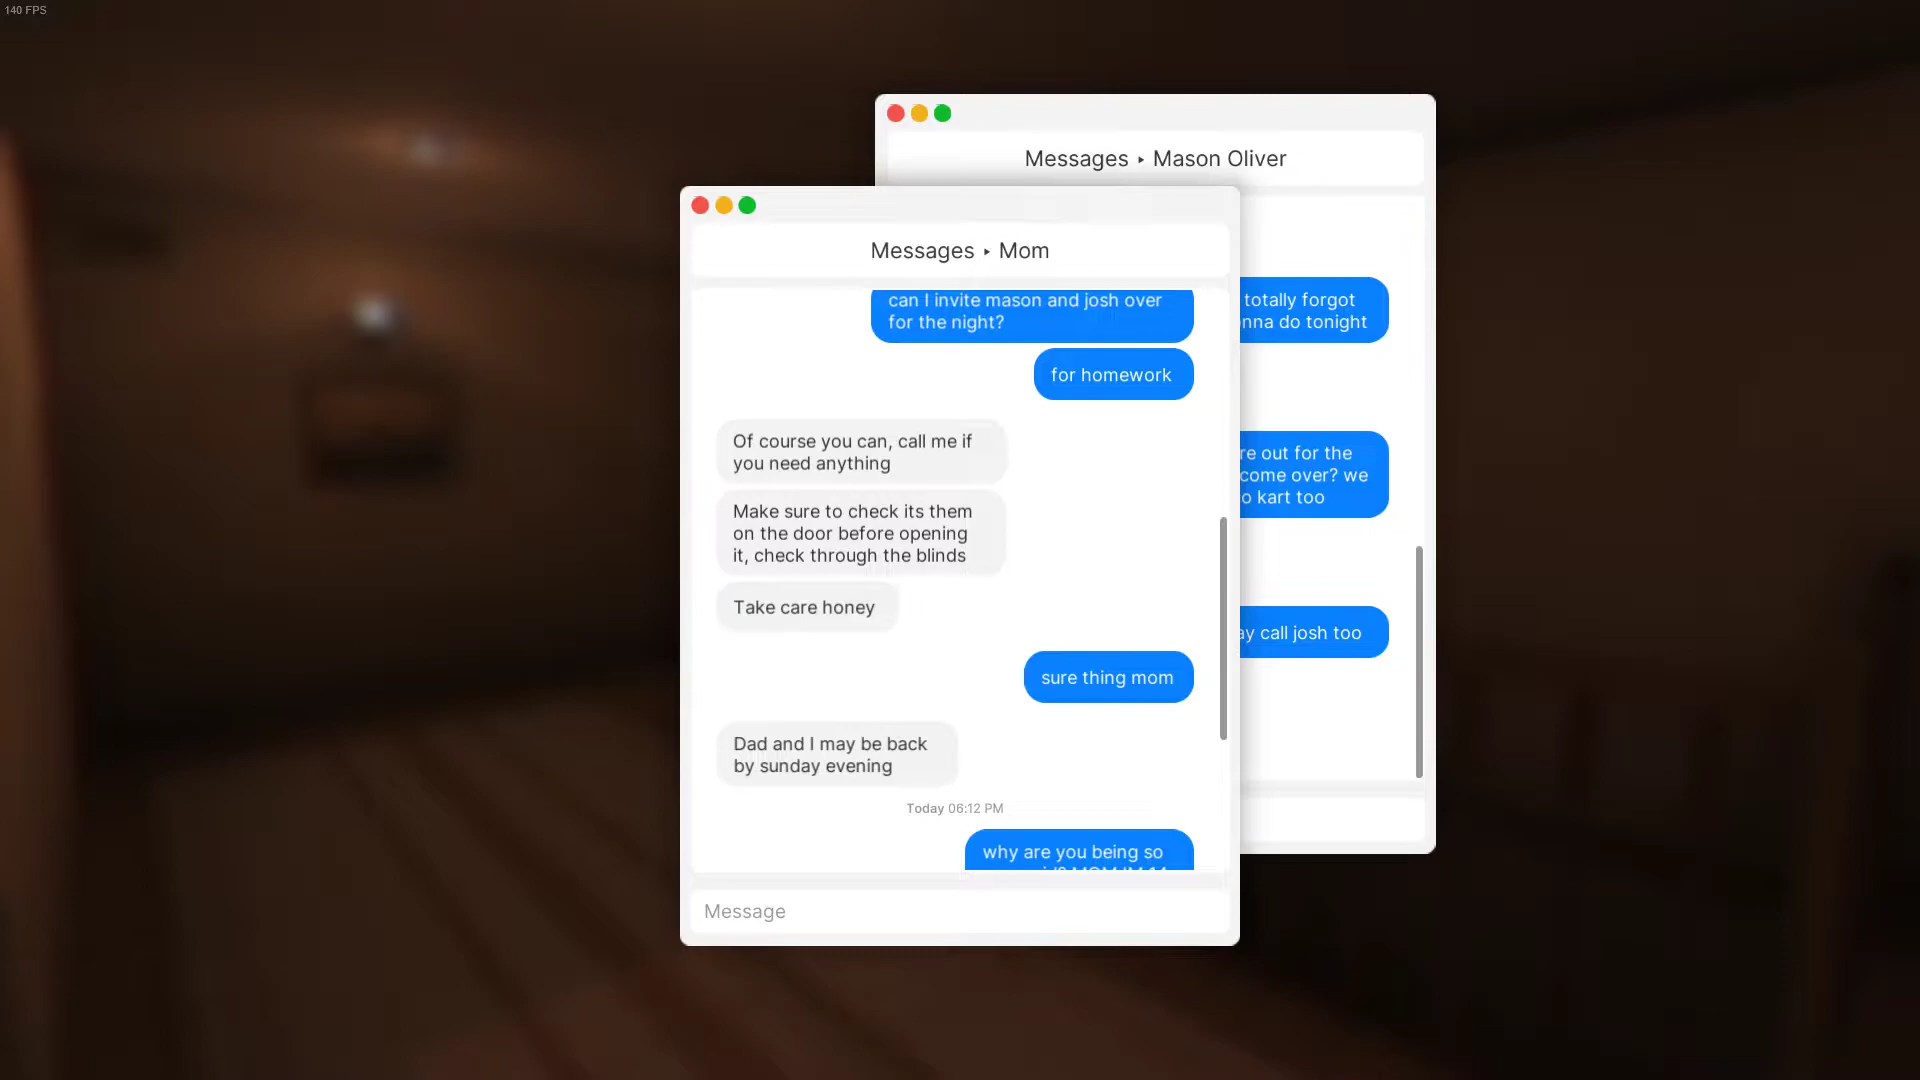 140 FPS
Messages ‣ Mason Oliver
totally forgot
do tonight
out for the
come over? we
kart too
call josh too
Messages ‣ Mom
can I invite mason and josh over
for the night?
for homework
Of course you can, call me if
you need anything
Make sure to check its them
on the door before opening
it, check through the blinds
Take care honey
sure thing mom
Dad and I may be back
by sunday evening
Today 06:12 PM
why are you being so
Message